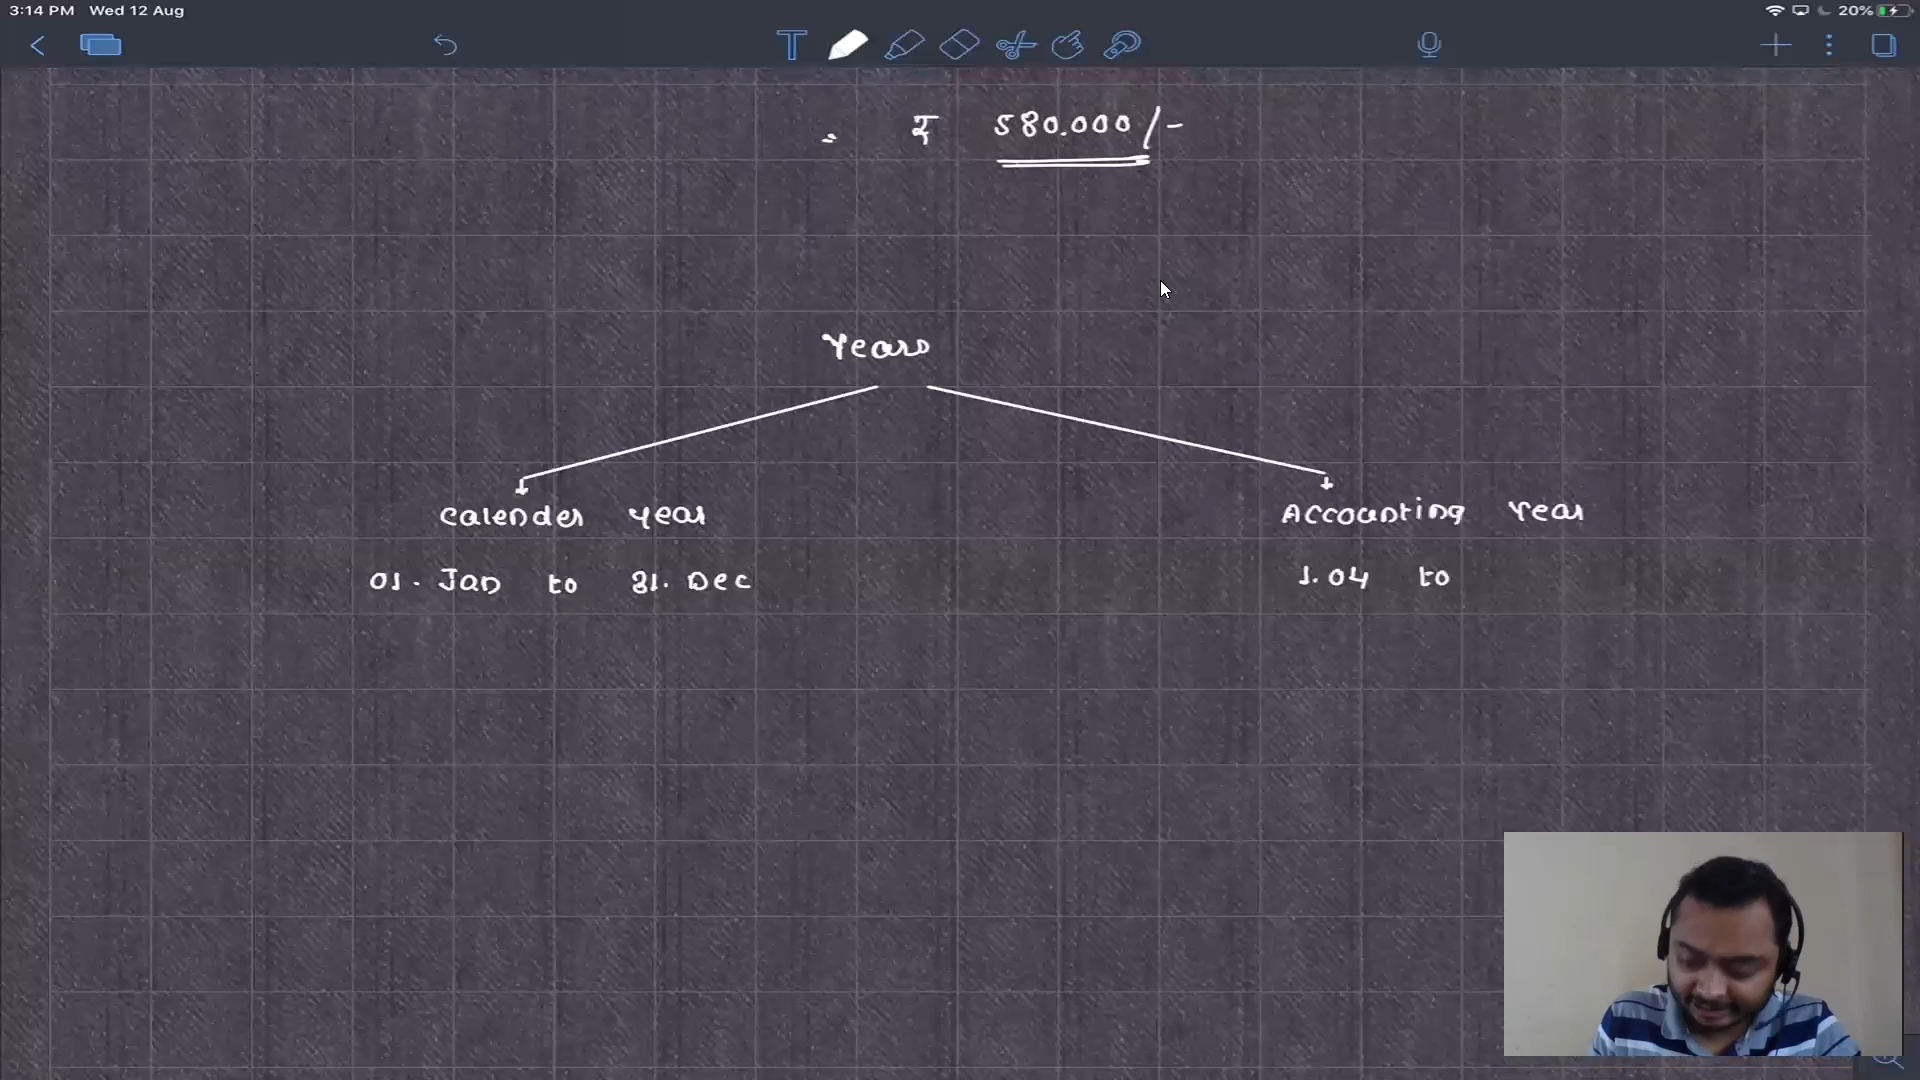 3:14 PM Wed 12 Aug
20%
= ₹ 580.000/-
Years
Calender year
Accounting Year
01. Jan to 31. Dec
1.04 to